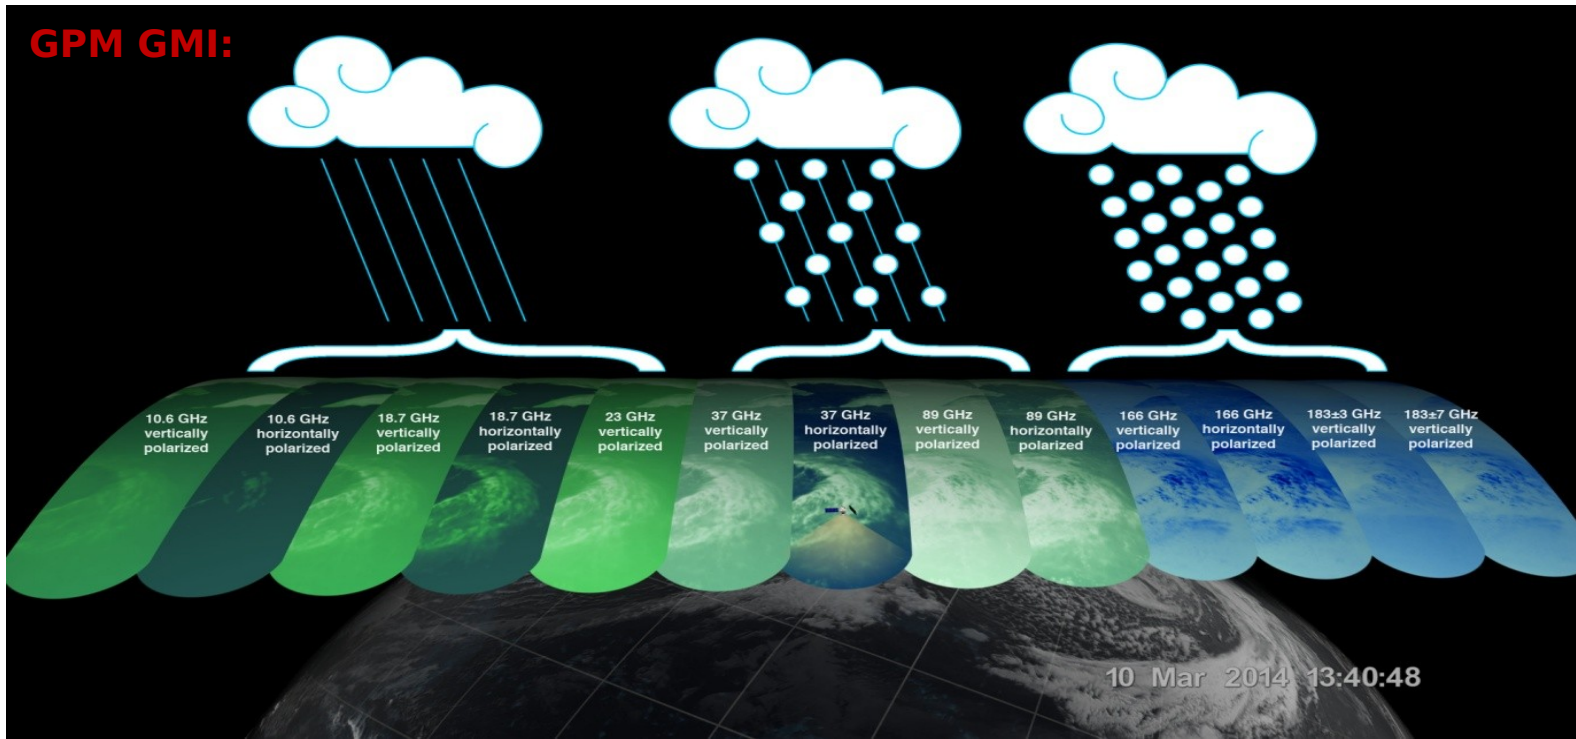 GPM GMI:
10.6 GHz
vertically
polarized
10.6 GHz
horizontally
polarized
18.7 GHz
vertically
polarized
18.7 GHz
horizontally
polarized
23 GHz
vertically
polarized
37 GHz
vertically
polarized
37 GHz
horizontally
polarized
89 GHz
vertically
polarized
89 GHz
horizontally
polarized
166 GHz
vertically
polarized
166 GHz
horizontally
polarized
183±3 GHz
vertically
polarized
183±7 GHz
vertically
polarized
10 Mar 2014 13:40:48